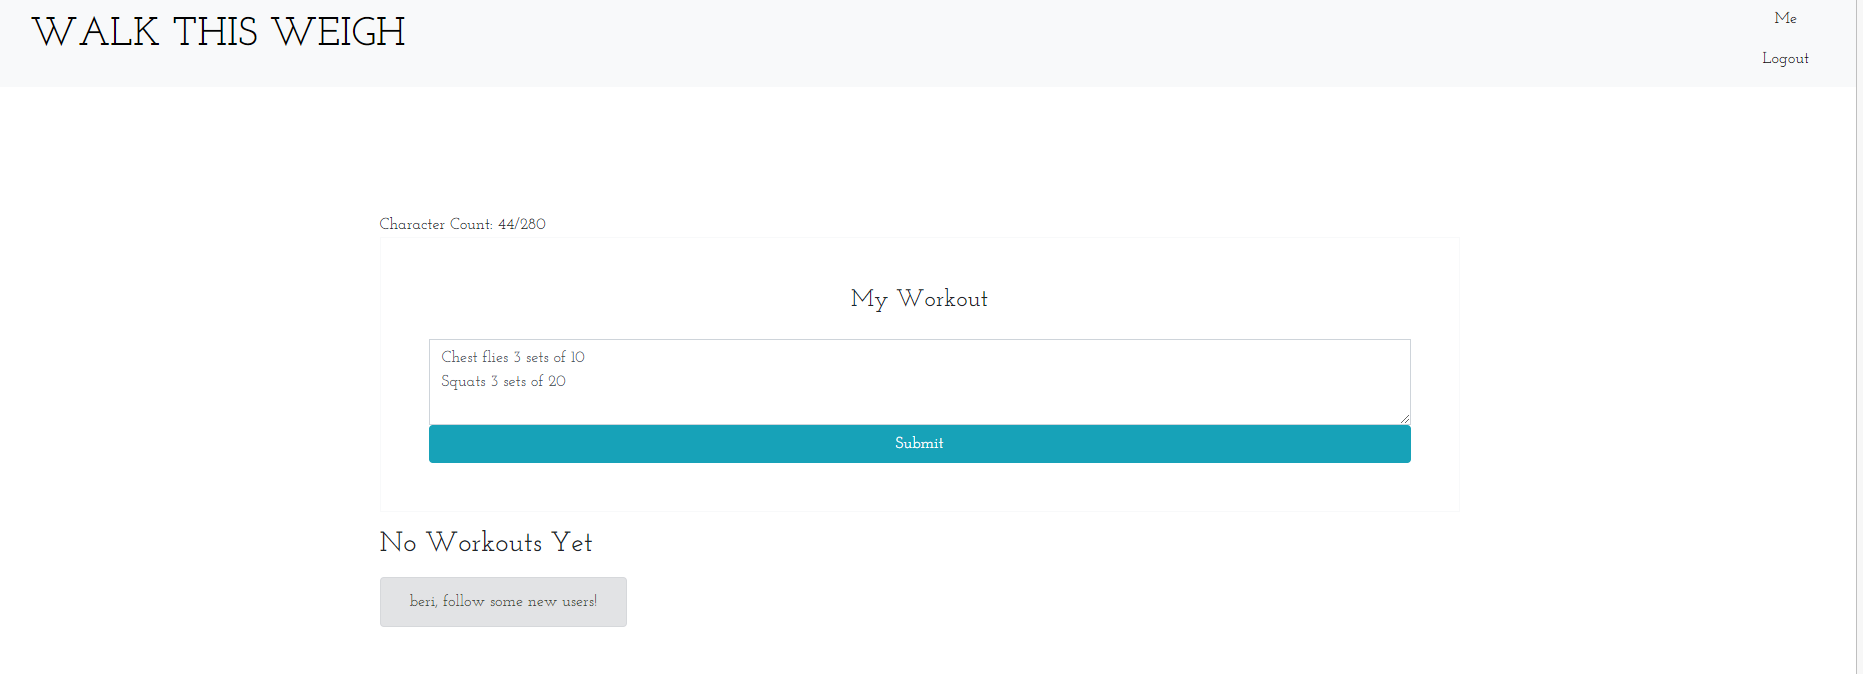 WALK THIS WEIGH
Me
Logout
Character Count: 44/280
My Workout
Chest flies 3 sets of 10
Squats 3 sets of 20
Submit
No Workouts Yet
beri, follow some new users!